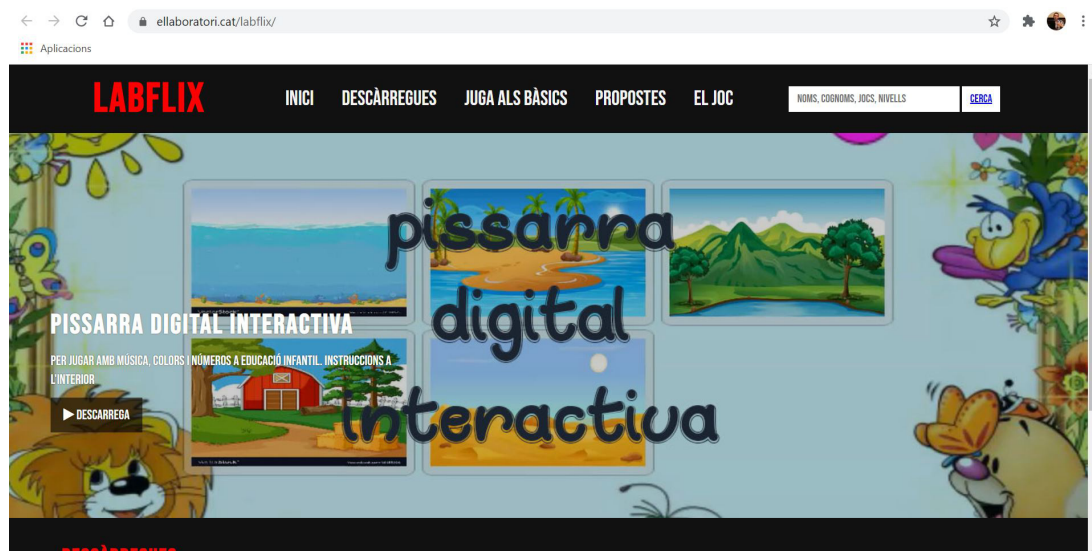 ellaboratori.cat/labflix/
Aplicacions
LABFLIX
INICI
DESCÀRREGUES
JUGA ALS BÀSICS
PROPOSTES
EL JOC
NOMS, COGNOMS, JOCS, NIVELLS
CERCA
pissarra
digital
interactiva
PISSARRA DIGITAL INTERACTIVA
PER JUGAR AMB MÚSICA, COLORS I NÚMEROS A EDUCACIÓ INFANTIL. INSTRUCCIONS A
L'INTERIOR
DESCARREGA
DESCÀRREGUES